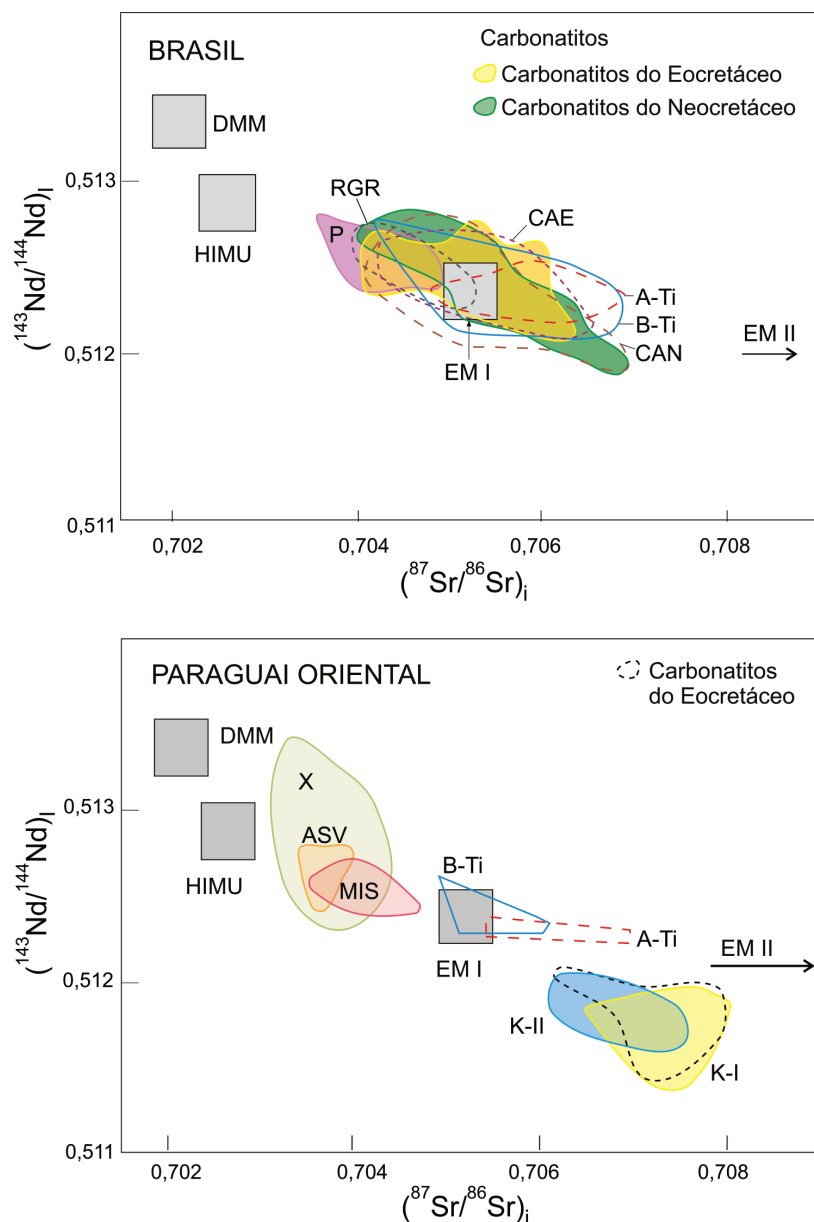 BRASIL
Carbonatitos
Carbonatitos do Eocretáceo
Carbonatitos do Neocretáceo
DMM
HIMU
RGR
P
CAE
A-Ti
B-Ti
CAN
EM I
EM II
0,513
0,512
0,511
(143Nd/144Nd)I
0,702
0,704
0,706
0,708
(87Sr/86Sr)i
PARAGUAI ORIENTAL
Carbonatitos
do Eocretáceo
DMM
HIMU
X
ASV
MIS
B-Ti
A-Ti
EM I
EM II
K-II
K-I
0,513
0,512
0,511
(143Nd/144Nd)I
0,702
0,704
0,706
0,708
(87Sr/86Sr)i